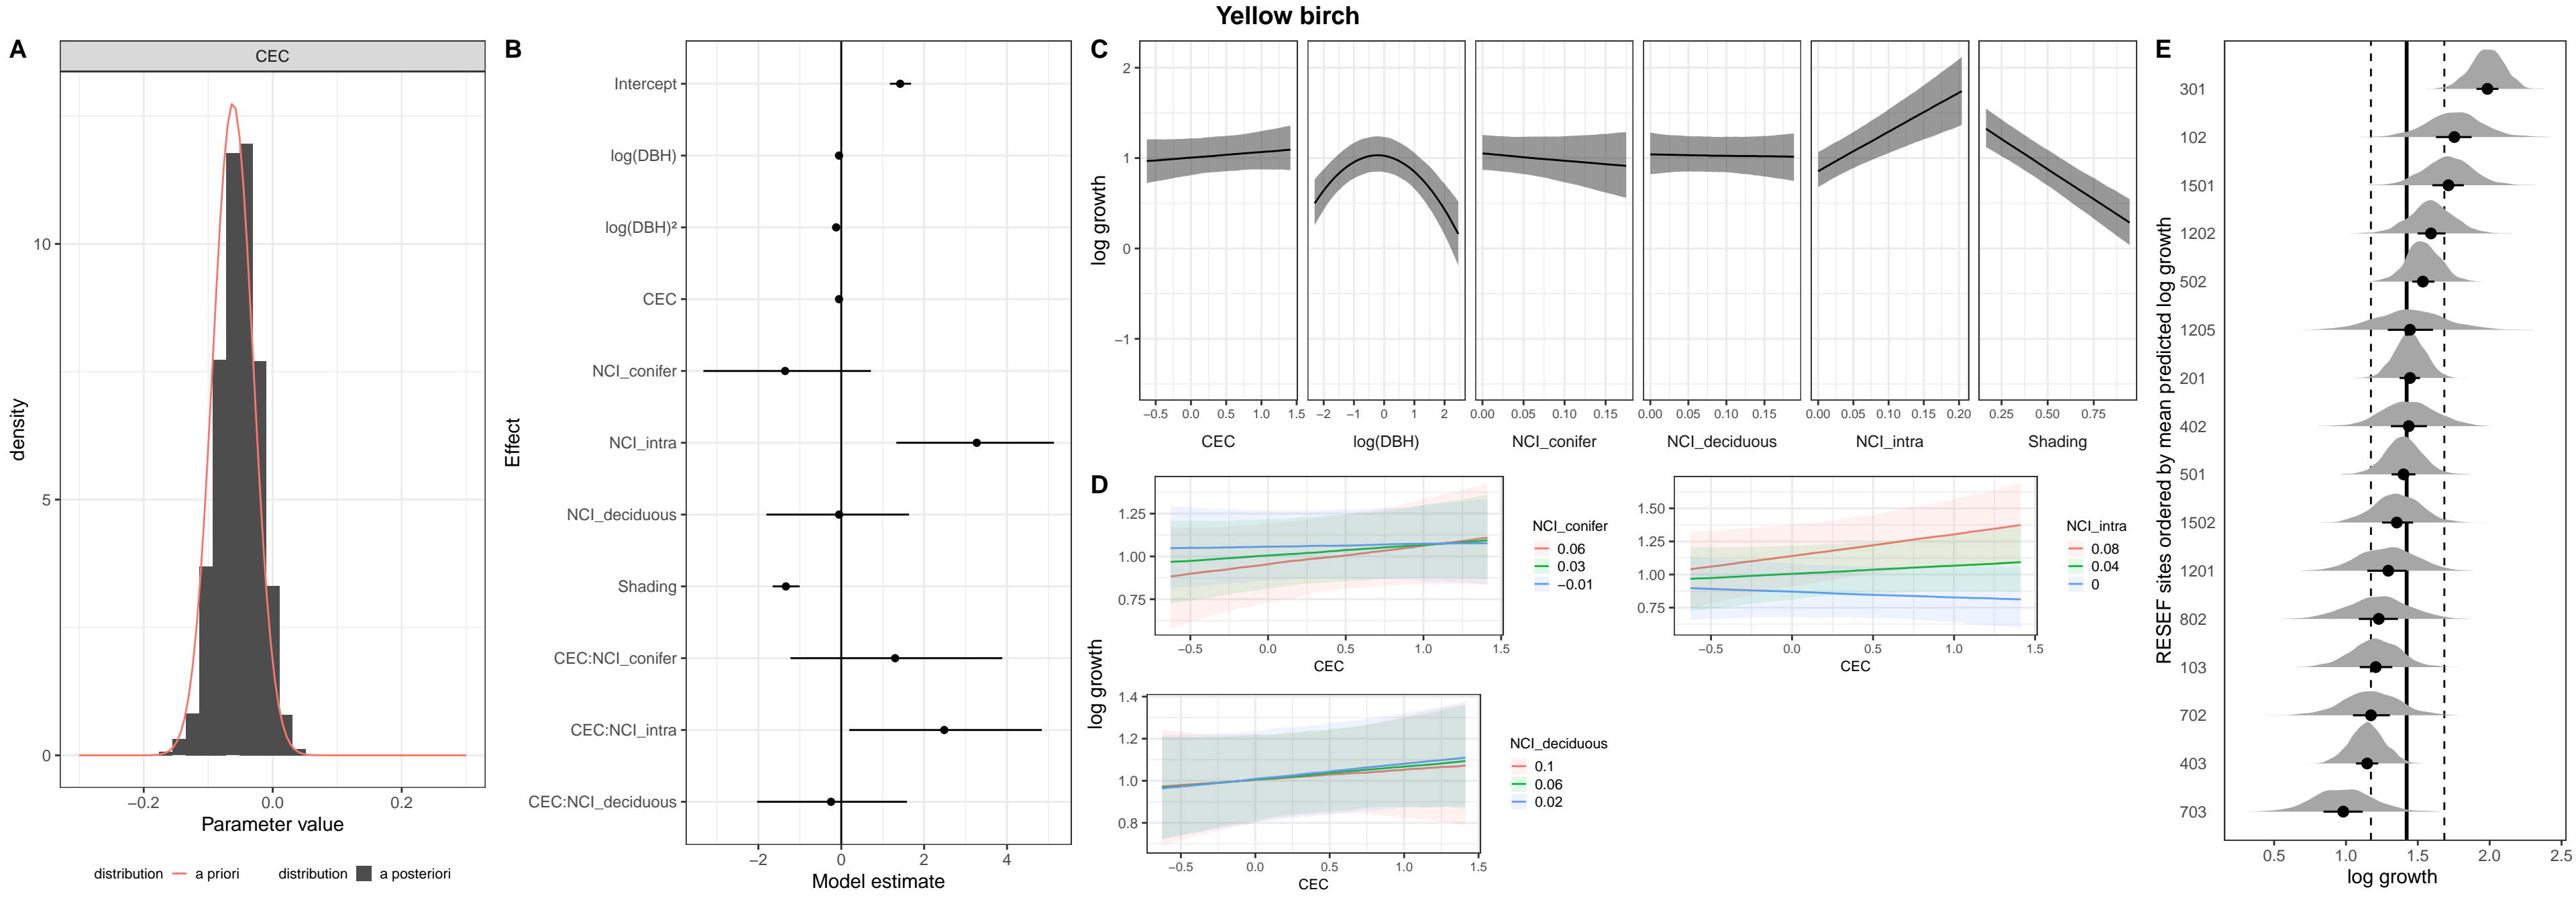 Yellow birch
A
CEC
density
10
5
0
−0.2
0.0
0.2
Parameter value
distribution
a priori
distribution
a posteriori
B
Effect
Intercept
log(DBH)
log(DBH)²
CEC
NCI_conifer
NCI_intra
NCI_deciduous
Shading
CEC:NCI_conifer
CEC:NCI_intra
CEC:NCI_deciduous
−2
0
2
4
Model estimate
C
log growth
2
1
0
−1
−0.5 0.0 0.5 1.0 1.5
−2 −1 0 1 2
0.00 0.05 0.10 0.15
0.00 0.05 0.10 0.15
0.00 0.05 0.10 0.15 0.20
0.25 0.50 0.75
CEC
log(DBH)
NCI_conifer
NCI_deciduous
NCI_intra
Shading
D
log growth
1.25
1.00
0.75
−0.5 0.0 0.5 1.0 1.5
CEC
NCI_conifer
0.06
0.03
−0.01
1.50
1.25
1.00
0.75
−0.5 0.0 0.5 1.0 1.5
CEC
NCI_intra
0.08
0.04
0
1.4
1.2
1.0
0.8
−0.5 0.0 0.5 1.0 1.5
CEC
NCI_deciduous
0.1
0.06
0.02
E
RESEF sites ordered by mean predicted log growth
301
102
1501
1202
502
1205
201
402
501
1502
1201
802
103
702
403
703
0.5 1.0 1.5 2.0 2.5
log growth